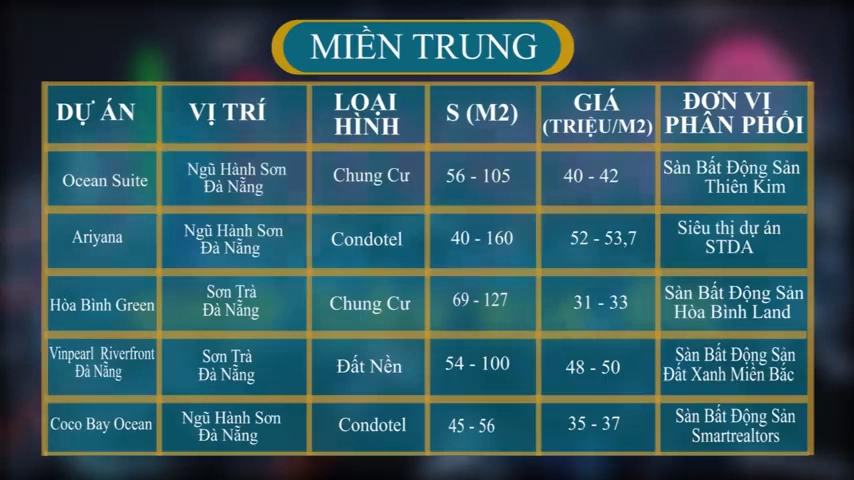 MIỀN TRUNG
DỰ ÁN
VỊ TRÍ
LOẠI
HÌNH
S (M2)
GIÁ
(TRIỆU/M2)
ĐƠN VỊ
PHÂN PHỐI
Ocean Suite
Ngũ Hành Sơn
Đà Nẵng
Chung Cư
56 - 105
40 - 42
Sàn Bất Động Sản
Thiên Kim
Ariyana
Ngũ Hành Sơn
Đà Nẵng
Condotel
40 - 160
52 - 53,7
Siêu thị dự án
STDA
Hòa Bình Green
Sơn Trà
Đà Nẵng
Chung Cư
69 - 127
31 - 33
Sàn Bất Động Sản
Hòa Bình Land
Vinpearl Riverfront
Đà Nẵng
Sơn Trà
Đà Nẵng
Đất Nền
54 - 100
48 - 50
Sàn Bất Động Sản
Đất Xanh Miền Bắc
Coco Bay Ocean
Ngũ Hành Sơn
Đà Nẵng
Condotel
45 - 56
35 - 37
Sàn Bất Động Sản
Smartrealtors